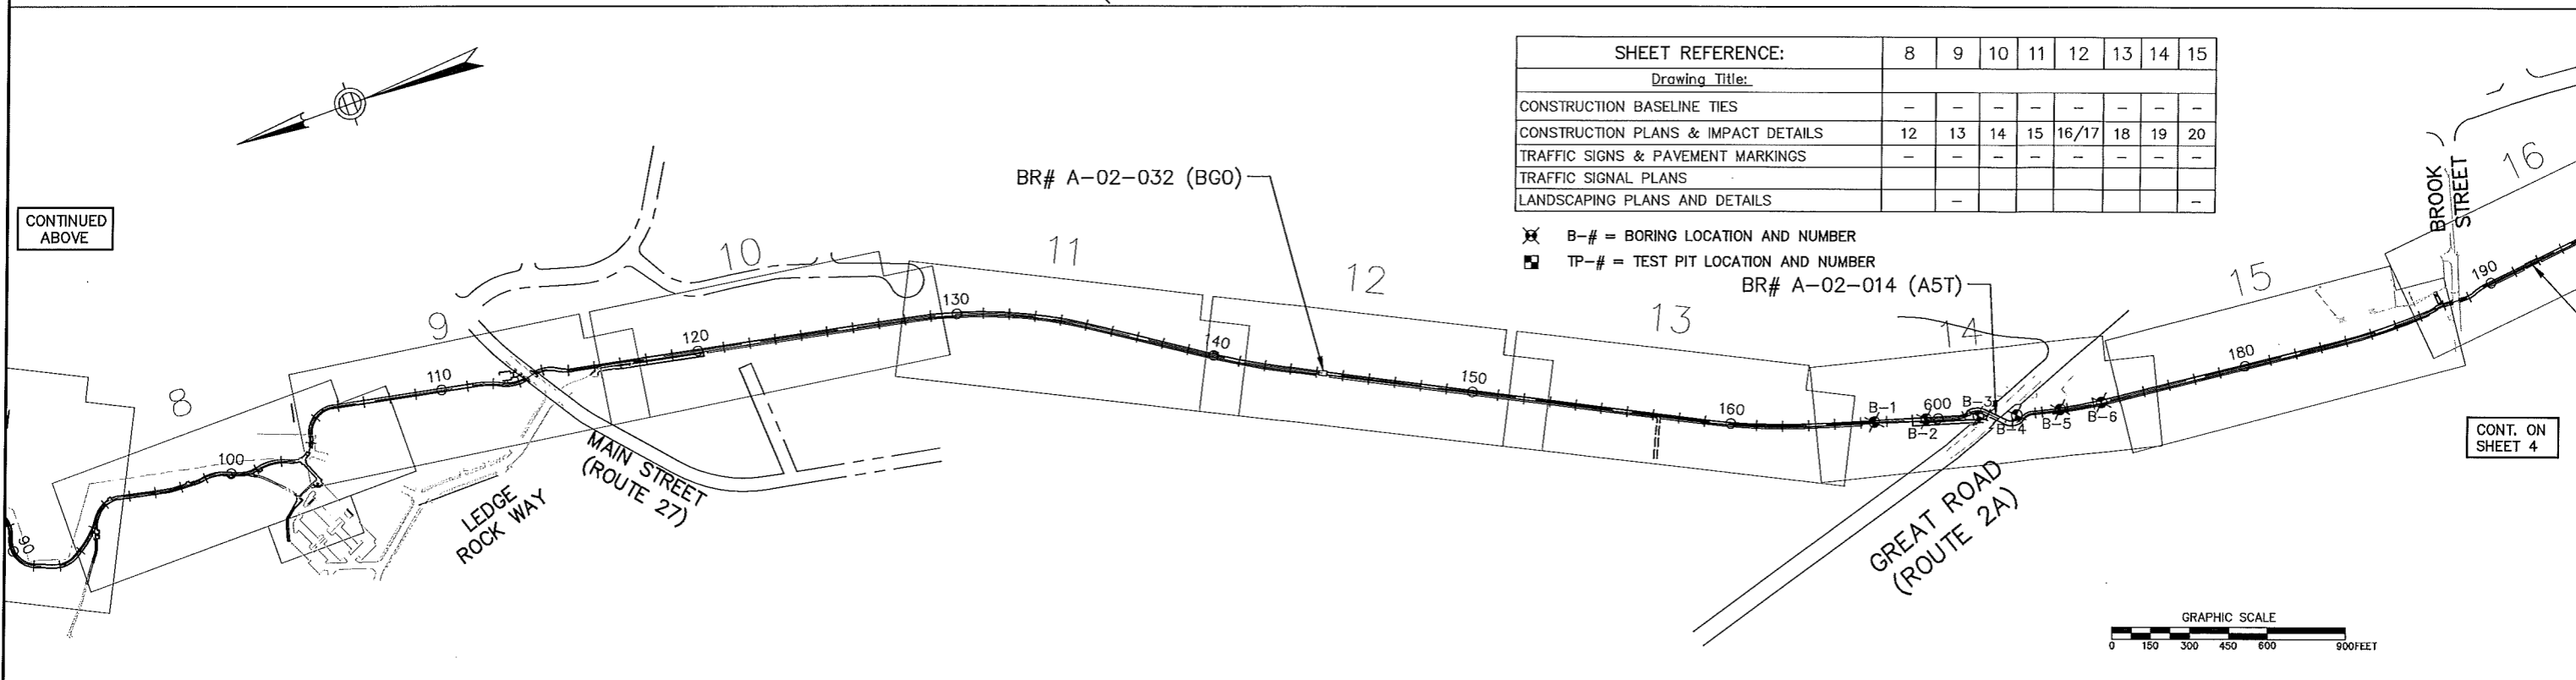 SHEET REFERENCE: 8 9 10 11 12 13 14 15
Drawing Title:
CONSTRUCTION BASELINE TIES – – – – – – – –
CONSTRUCTION PLANS & IMPACT DETAILS 12 13 14 15 16/17 18 19 20
TRAFFIC SIGNS & PAVEMENT MARKINGS – – – – – – – –
TRAFFIC SIGNAL PLANS
LANDSCAPING PLANS AND DETAILS – –
B-# = BORING LOCATION AND NUMBER
TP-# = TEST PIT LOCATION AND NUMBER
BR# A-02-032 (BG0)
BR# A-02-014 (A5T)
CONTINUED
ABOVE
8
9
10
11
12
13
14
15
16
90
100
110
120
130
140
150
160
600
180
190
B-1
B-2
B-3
B-4
B-5
B-6
LEDGE
ROCK WAY
MAIN STREET
(ROUTE 27)
GREAT ROAD
(ROUTE 2A)
BROOK
STREET
CONT. ON
SHEET 4
GRAPHIC SCALE
0 150 300 450 600 900FEET